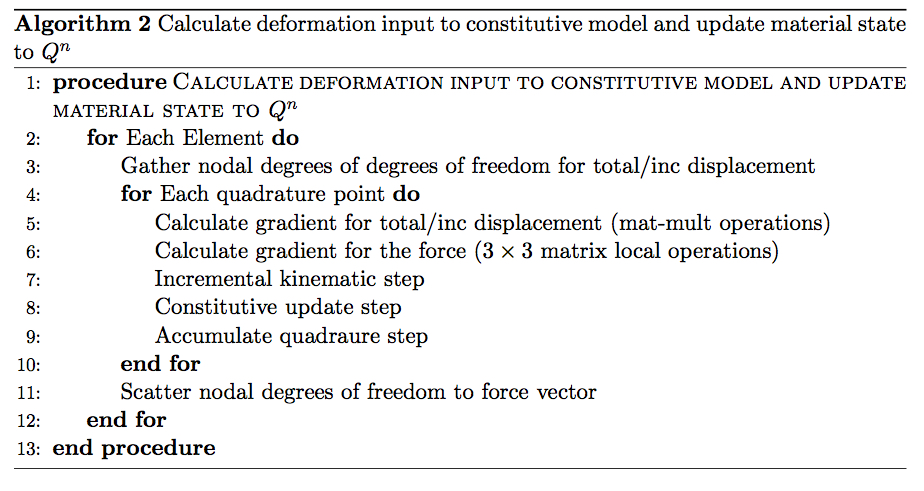 Algorithm 2 Calculate deformation input to constitutive model and update material state
to Qⁿ
1: procedure CALCULATE DEFORMATION INPUT TO CONSTITUTIVE MODEL AND UPDATE
MATERIAL STATE TO Qⁿ
2: for Each Element do
3: Gather nodal degrees of degrees of freedom for total/inc displacement
4: for Each quadrature point do
5: Calculate gradient for total/inc displacement (mat-mult operations)
6: Calculate gradient for the force (3 × 3 matrix local operations)
7: Incremental kinematic step
8: Constitutive update step
9: Accumulate quadraure step
10: end for
11: Scatter nodal degrees of freedom to force vector
12: end for
13: end procedure